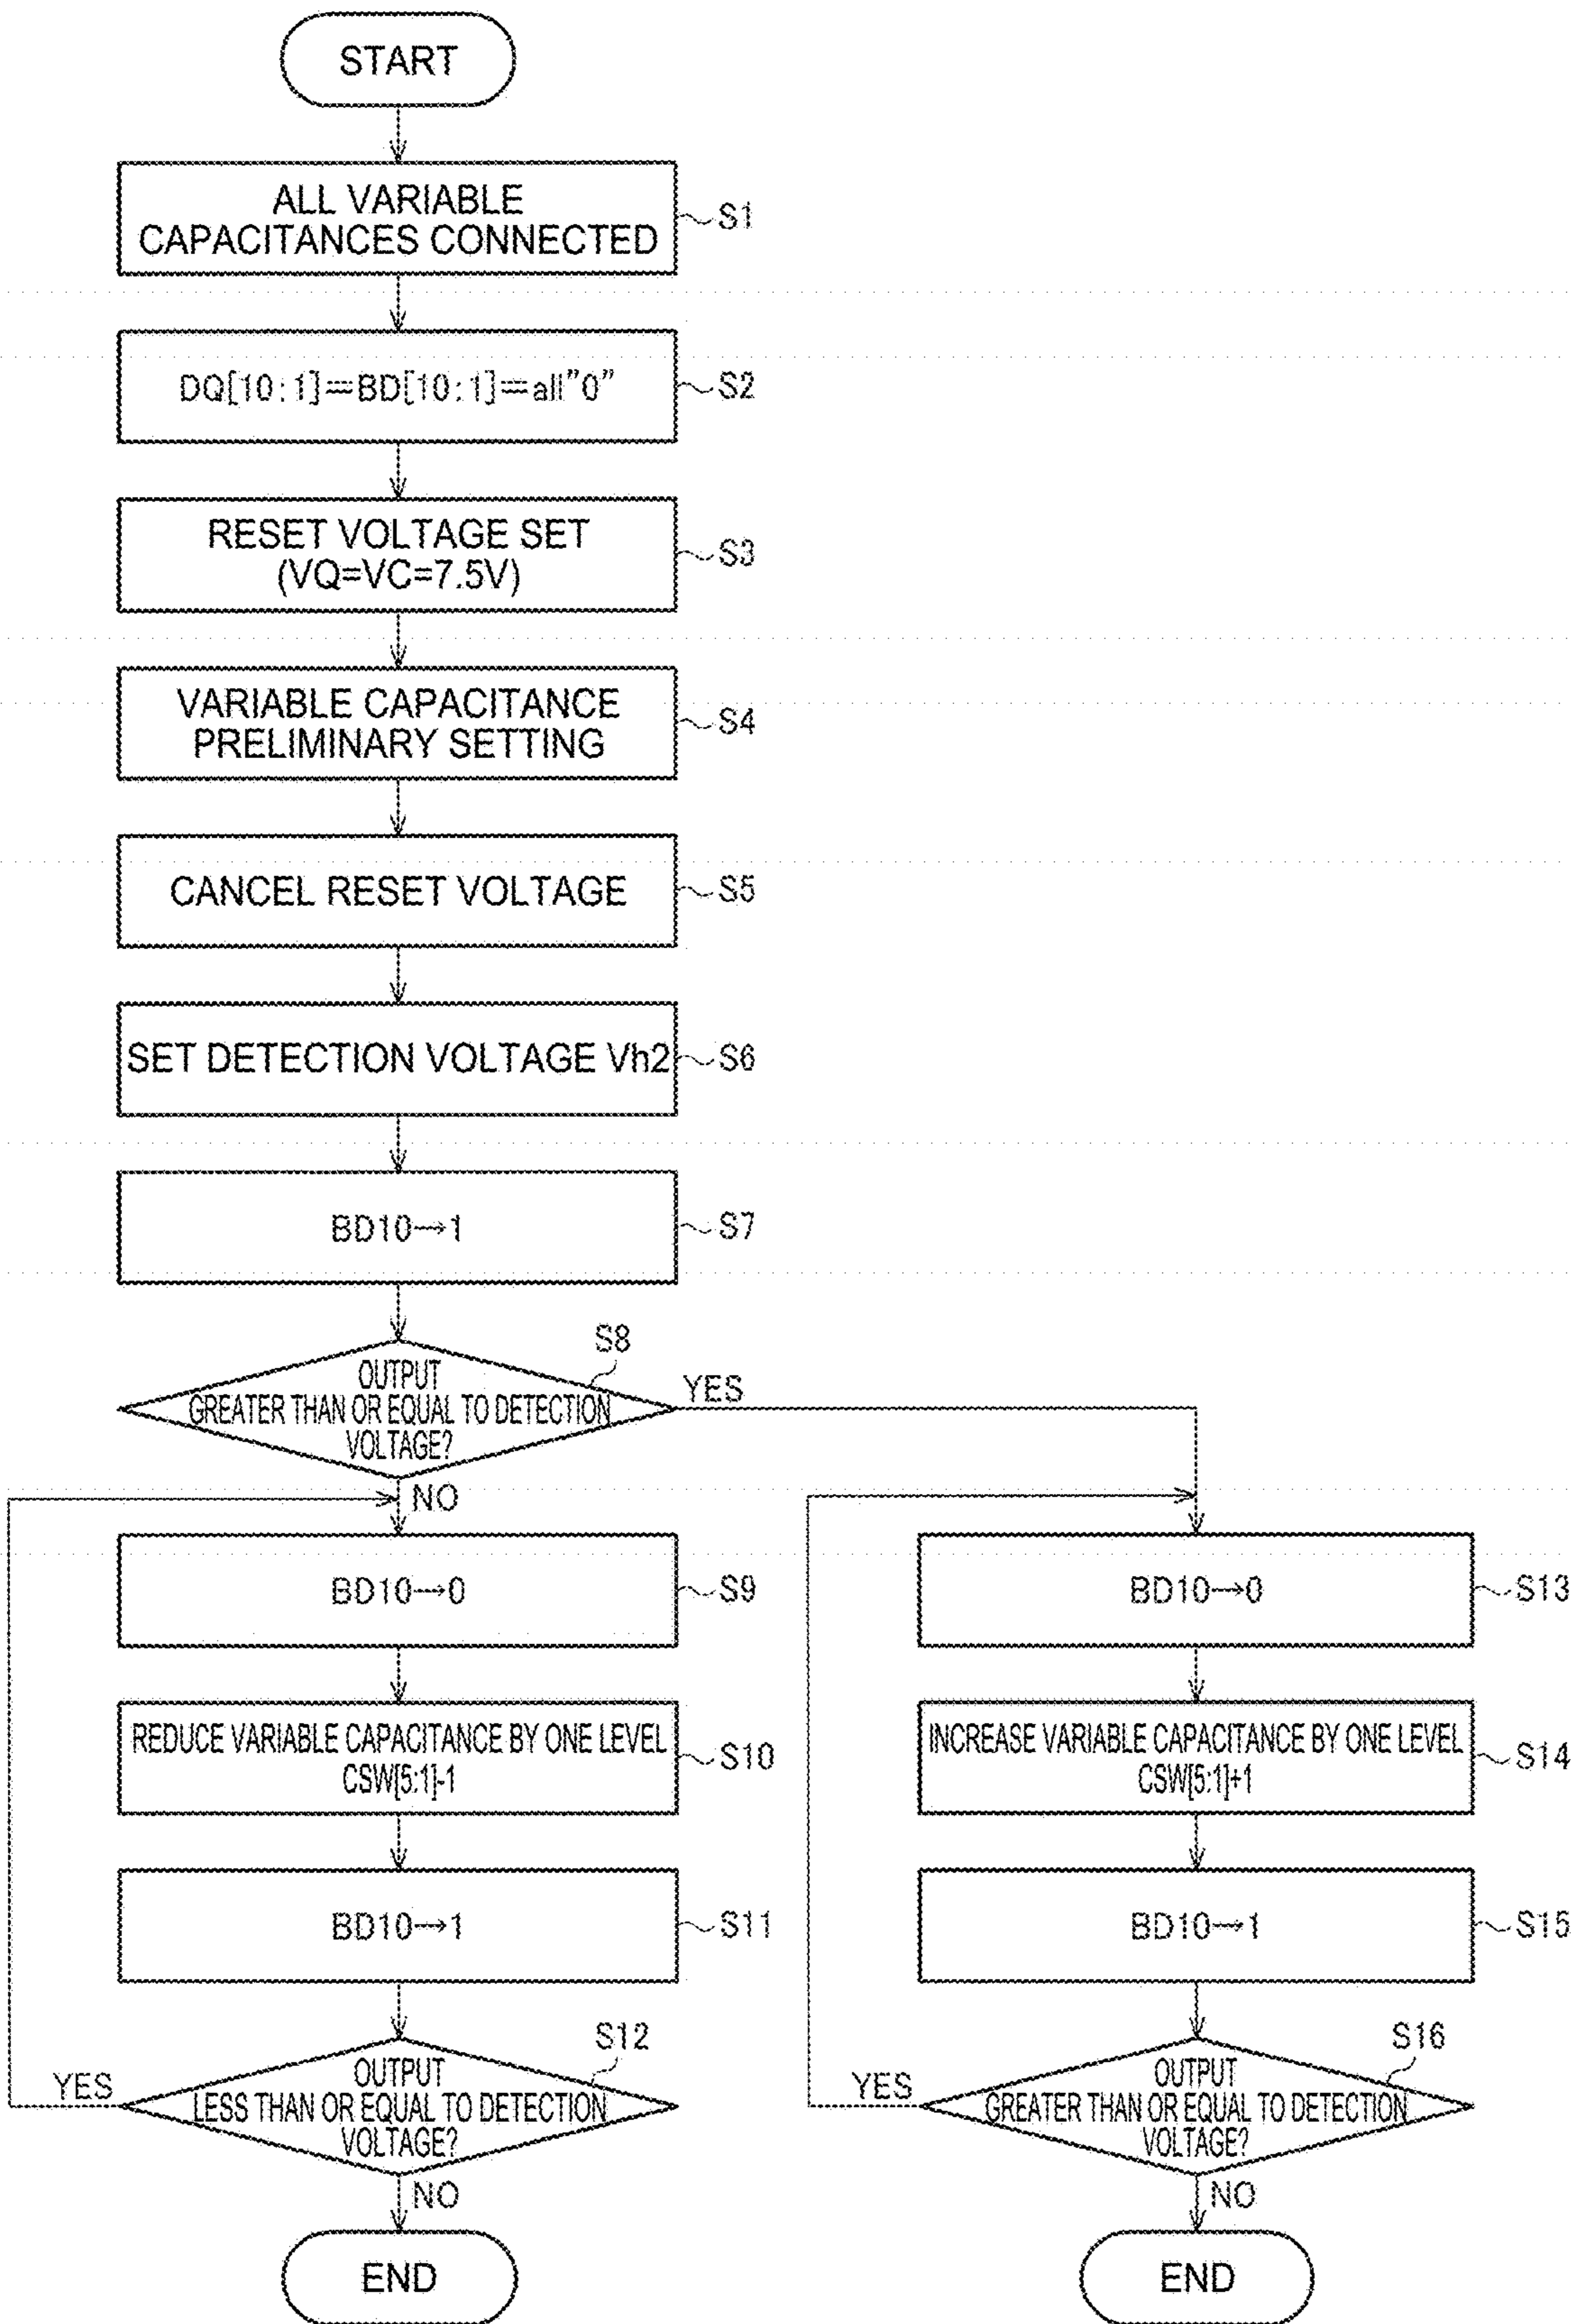 START
ALL VARIABLE
CAPACITANCES CONNECTED
S1
DQ[10:1]=BD[10:1]=all"0"
S2
RESET VOLTAGE SET
(VQ=VC=7.5V)
S3
VARIABLE CAPACITANCE
PRELIMINARY SETTING
S4
CANCEL RESET VOLTAGE
S5
SET DETECTION VOLTAGE Vh2
S6
BD10→1
S7
S8
OUTPUT
GREATER THAN OR EQUAL TO DETECTION
VOLTAGE?
YES
NO
BD10→0
S9
REDUCE VARIABLE CAPACITANCE BY ONE LEVEL
CSW[5:1]-1
S10
BD10→1
S11
S12
OUTPUT
LESS THAN OR EQUAL TO DETECTION
VOLTAGE?
YES
NO
END
BD10→0
S13
INCREASE VARIABLE CAPACITANCE BY ONE LEVEL
CSW[5:1]+1
S14
BD10→1
S15
S16
OUTPUT
GREATER THAN OR EQUAL TO DETECTION
VOLTAGE?
YES
NO
END